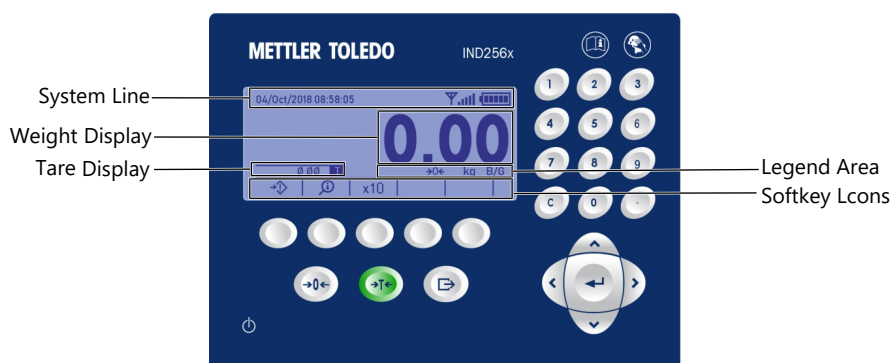 METTLER TOLEDO IND256x
System Line
04/Oct/2018 08:58:05
Weight Display
0.00
Tare Display
0.00 T
→0← kg B/G
Legend Area
x10
Softkey Lcons
1 2 3
4 5 6
7 8 9
C 0 .
→0← →T←